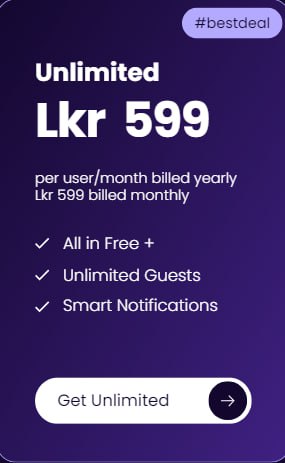 #bestdeal
Unlimited
Lkr 599
per user/month billed yearly
Lkr 599 billed monthly
All in Free +
Unlimited Guests
Smart Notifications
Get Unlimited